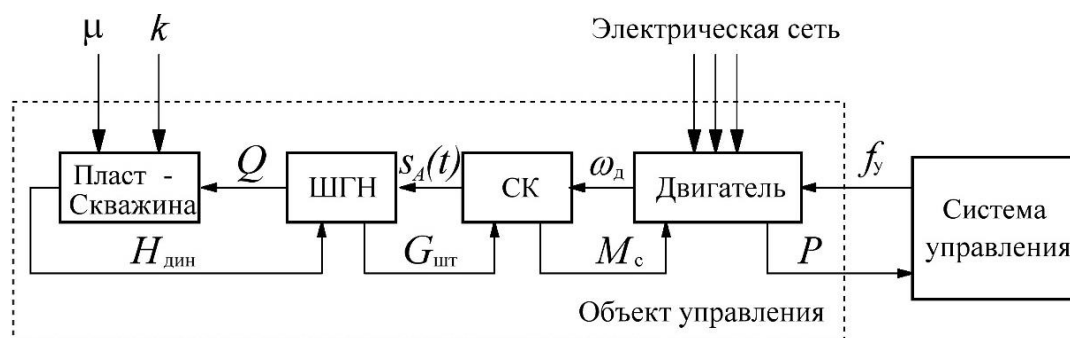 μ k Электрическая сеть
Пласт -
Скважина
Q
ШГН
s_A(t)
СК
ω_д
Двигатель
f_у
Система
управления
H_дин
G_шт
M_с
P
Объект управления